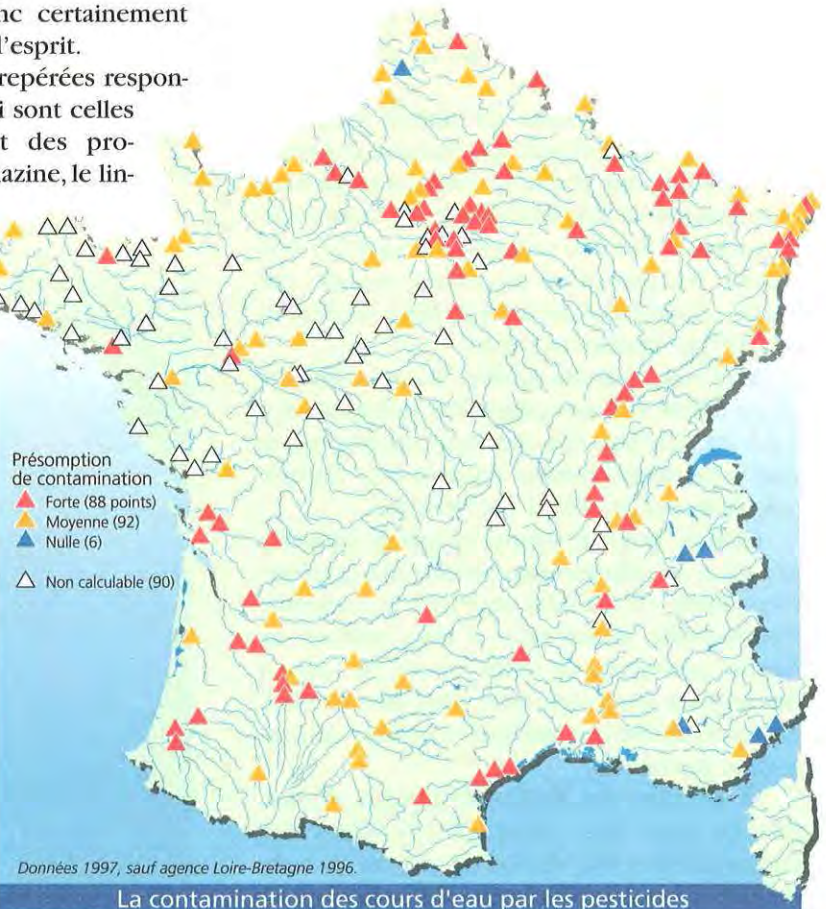 nc certainement
l'esprit.
repérées respon-
i sont celles
t des pro-
azine, le lin-
Présomption
de contamination
Forte (88 points)
Moyenne (92)
Nulle (6)
Non calculable (90)
Données 1997, sauf agence Loire-Bretagne 1996.
La contamination des cours d'eau par les pesticides